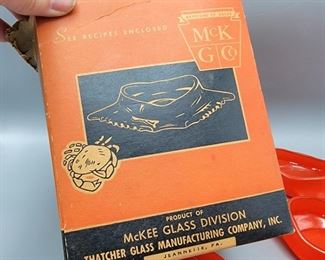 SEE RECIPES ENCLOSED
McK
G Co
PRODUCT OF
McKEE GLASS DIVISION
THATCHER GLASS MANUFACTURING COMPANY, INC.
JEANNETTE, PA.